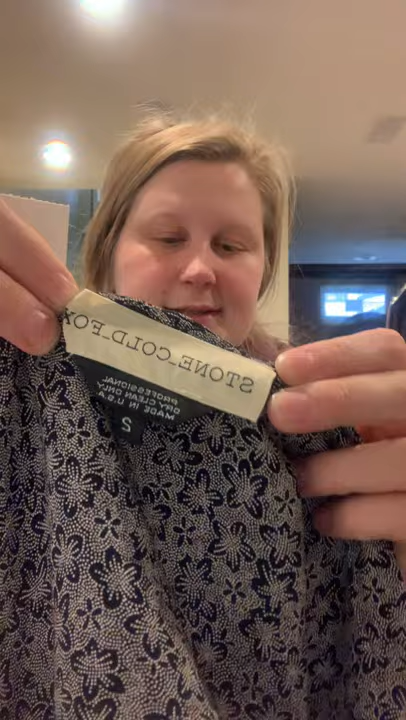 STONE_COLD_FOX
PROFESSIONAL
DRY CLEAN ONLY
MADE IN U.S.A
2